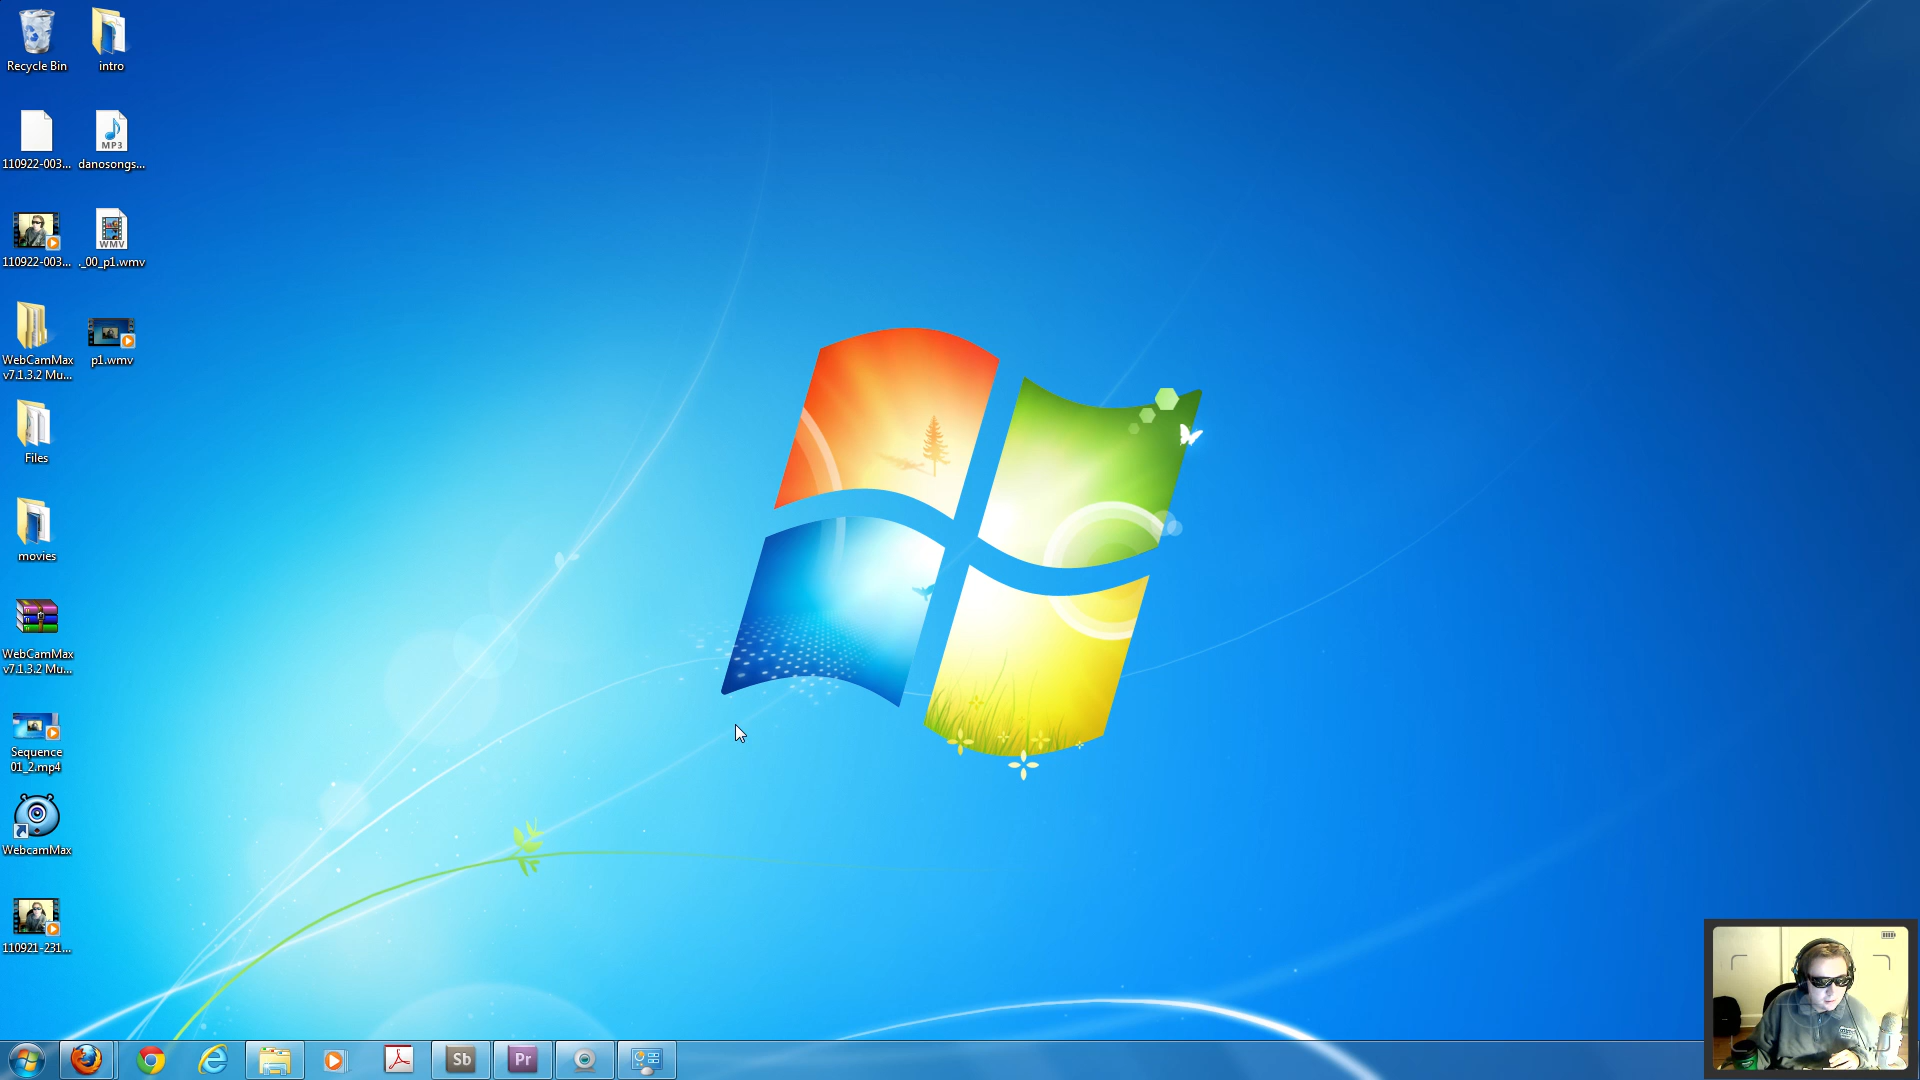 Recycle Bin
intro
110922-003...
danosongs...
MP3
110922-003...
._00_p1.wmv
WMV
WebCamMax
v7.1.3.2 Mu...
p1.wmv
Files
movies
WebCamMax
v7.1.3.2 Mu...
Sequence
01_2.mp4
WebcamMax
110921-231...
Sb
Pr